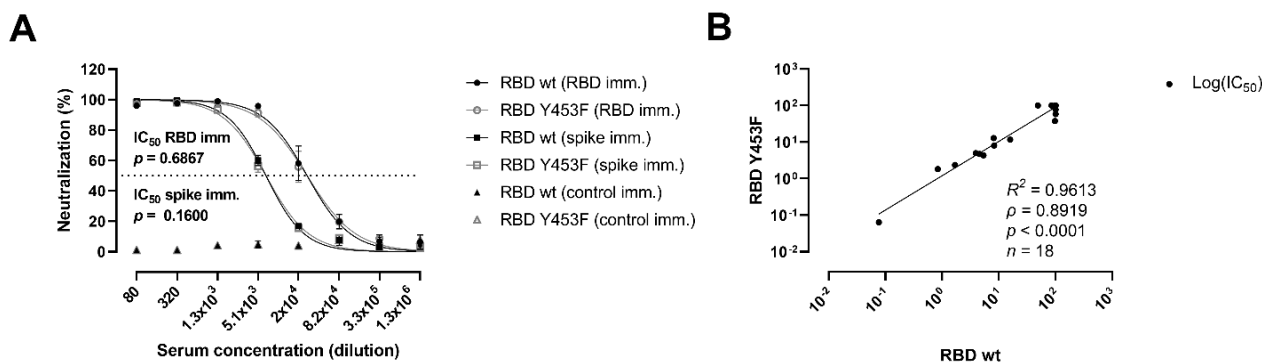 A
Neutralization (%)
120
100
80
60
40
20
0
IC50 RBD imm
p = 0.6867
IC50 spike imm.
p = 0.1600
80
320
1.3x10³
5.1x10³
2x10⁴
8.2x10⁴
3.3x10⁵
1.3x10⁶
Serum concentration (dilution)
RBD wt (RBD imm.)
RBD Y453F (RBD imm.)
RBD wt (spike imm.)
RBD Y453F (spike imm.)
RBD wt (control imm.)
RBD Y453F (control imm.)
B
RBD Y453F
10³
10²
10¹
10⁰
10⁻¹
10⁻²
R² = 0.9613
ρ = 0.8919
p < 0.0001
n = 18
10⁻²
10⁻¹
10⁰
10¹
10²
10³
RBD wt
Log(IC50)